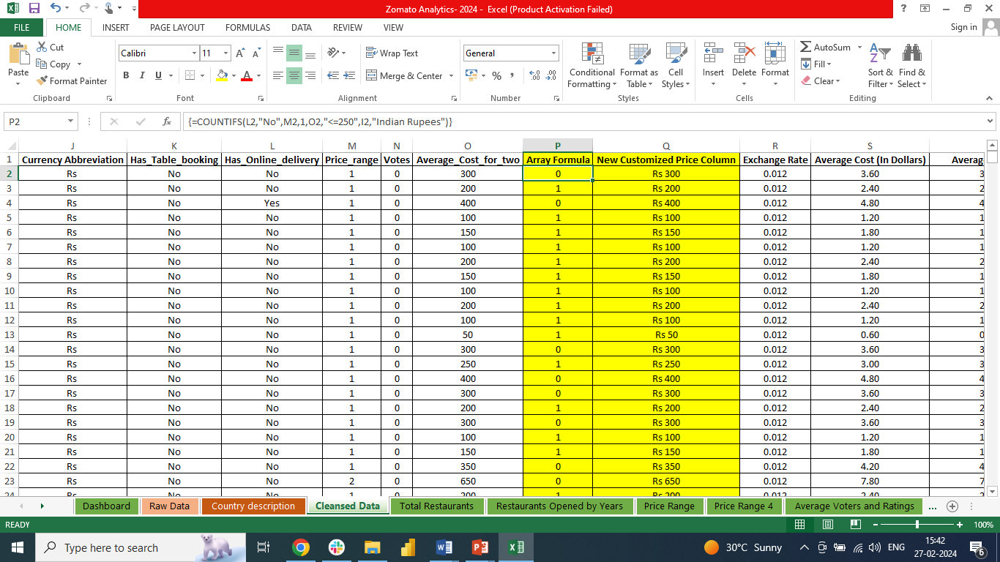 Zomato Analytics- 2024 - Excel (Product Activation Failed)
?
FILE HOME INSERT PAGE LAYOUT FORMULAS DATA REVIEW VIEW Sign in
Paste Cut Copy Format Painter Clipboard
Calibri 11 A A B I U A Font
Wrap Text Merge & Center Alignment
General % , Number
Conditional Formatting Format as Table Cell Styles Styles
Insert Delete Format Cells
AutoSum Fill Clear Sort & Filter Find & Select Editing
P2 fx {=COUNTIFS(L2,"No",M2,1,O2,"<=250",I2,"Indian Rupees")}
J K L M N O P Q R S
1 Currency Abbreviation Has_Table_booking Has_Online_delivery Price_range Votes Average_Cost_for_two Array Formula New Customized Price Column Exchange Rate Average Cost (In Dollars) Averag
2 Rs No No 1 0 300 0 Rs 300 0.012 3.60 3
3 Rs No No 1 0 200 1 Rs 200 0.012 2.40 2
4 Rs No Yes 1 0 400 0 Rs 400 0.012 4.80 4
5 Rs No No 1 0 100 1 Rs 100 0.012 1.20 1
6 Rs No No 1 0 150 1 Rs 150 0.012 1.80 1
7 Rs No No 1 0 100 1 Rs 100 0.012 1.20 1
8 Rs No No 1 0 200 1 Rs 200 0.012 2.40 2
9 Rs No No 1 0 150 1 Rs 150 0.012 1.80 1
10 Rs No No 1 0 100 1 Rs 100 0.012 1.20 1
11 Rs No No 1 0 200 1 Rs 200 0.012 2.40 2
12 Rs No No 1 0 100 1 Rs 100 0.012 1.20 1
13 Rs No No 1 0 50 1 Rs 50 0.012 0.60 0
14 Rs No No 1 0 300 0 Rs 300 0.012 3.60 3
15 Rs No No 1 0 250 1 Rs 250 0.012 3.00 3
16 Rs No No 1 0 400 0 Rs 400 0.012 4.80 4
17 Rs No No 1 0 300 0 Rs 300 0.012 3.60 3
18 Rs No No 1 0 200 1 Rs 200 0.012 2.40 2
19 Rs No No 1 0 300 0 Rs 300 0.012 3.60 3
20 Rs No No 1 0 100 1 Rs 100 0.012 1.20 1
21 Rs No No 1 0 150 1 Rs 150 0.012 1.80 1
22 Rs No No 1 0 350 0 Rs 350 0.012 4.20 4
23 Rs No No 2 0 650 0 Rs 650 0.012 7.80 7
24 Rs No No 1 0 200 1 Rs 200 0.012 2.40 2
Dashboard Raw Data Country description Cleansed Data Total Restaurants Restaurants Opened by Years Price Range Price Range 4 Average Voters and Ratings ...
READY 100%
Type here to search 30°C Sunny ENG 15:42
27-02-2024 6